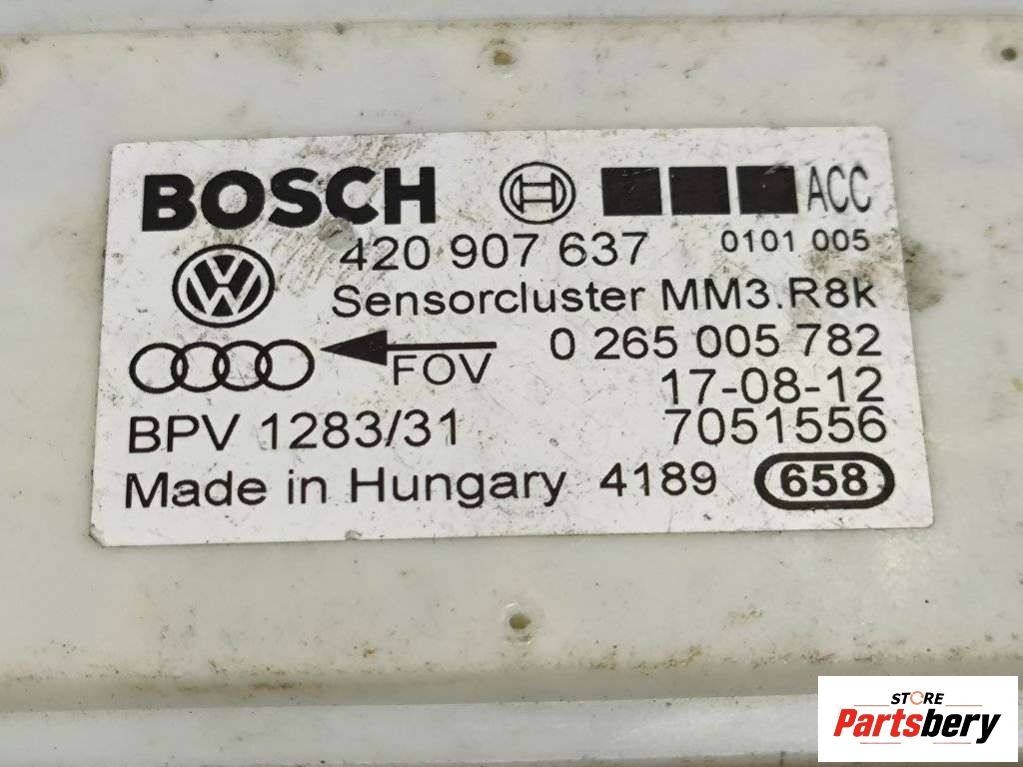 BOSCH ACC
420 907 637 0101 005
Sensorcluster MM3.R8k
FOV 0 265 005 782
17-08-12
BPV 1283/31 7051556
Made in Hungary 4189 658
STORE
Partsbery